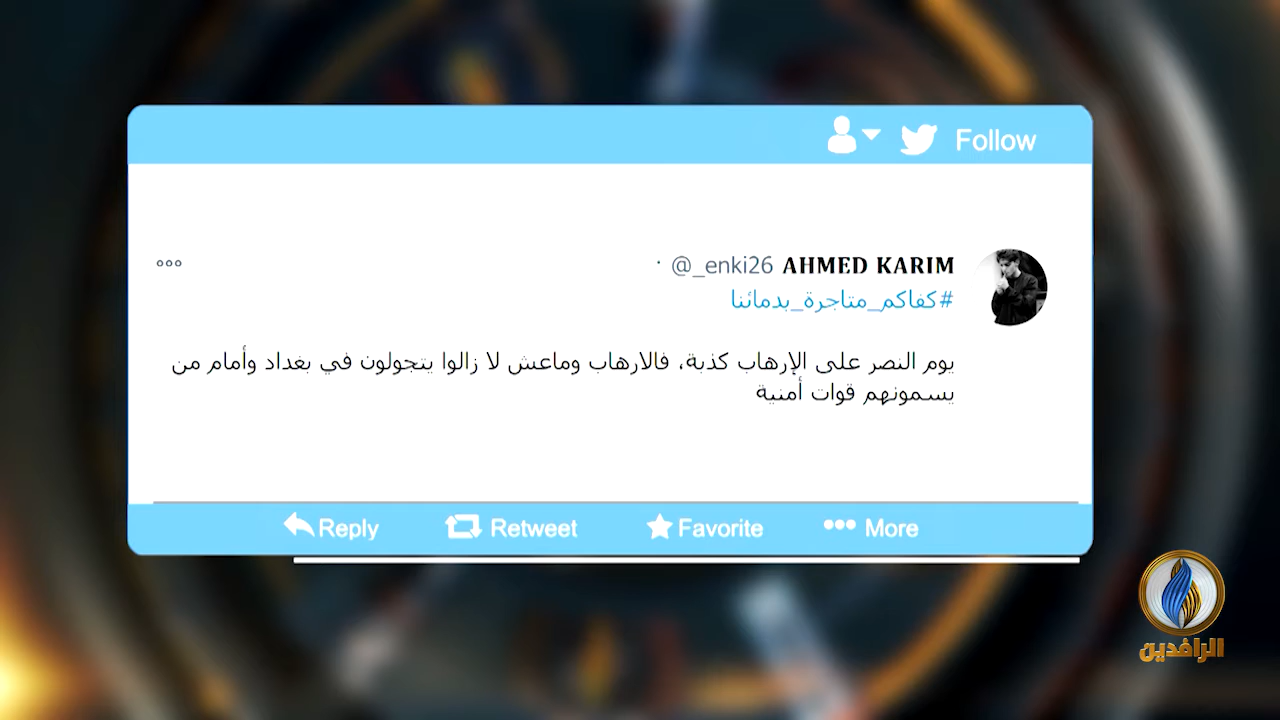 Follow
AHMED KARIM @_enki26 ·
#كفاكم_متاجرة_بدمائنا
يوم النصر على الإرهاب كذبة، فالارهاب وماعش لا زالوا يتجولون في بغداد وأمام من
يسمونهم قوات أمنية
Reply Retweet Favorite More
الرافدين